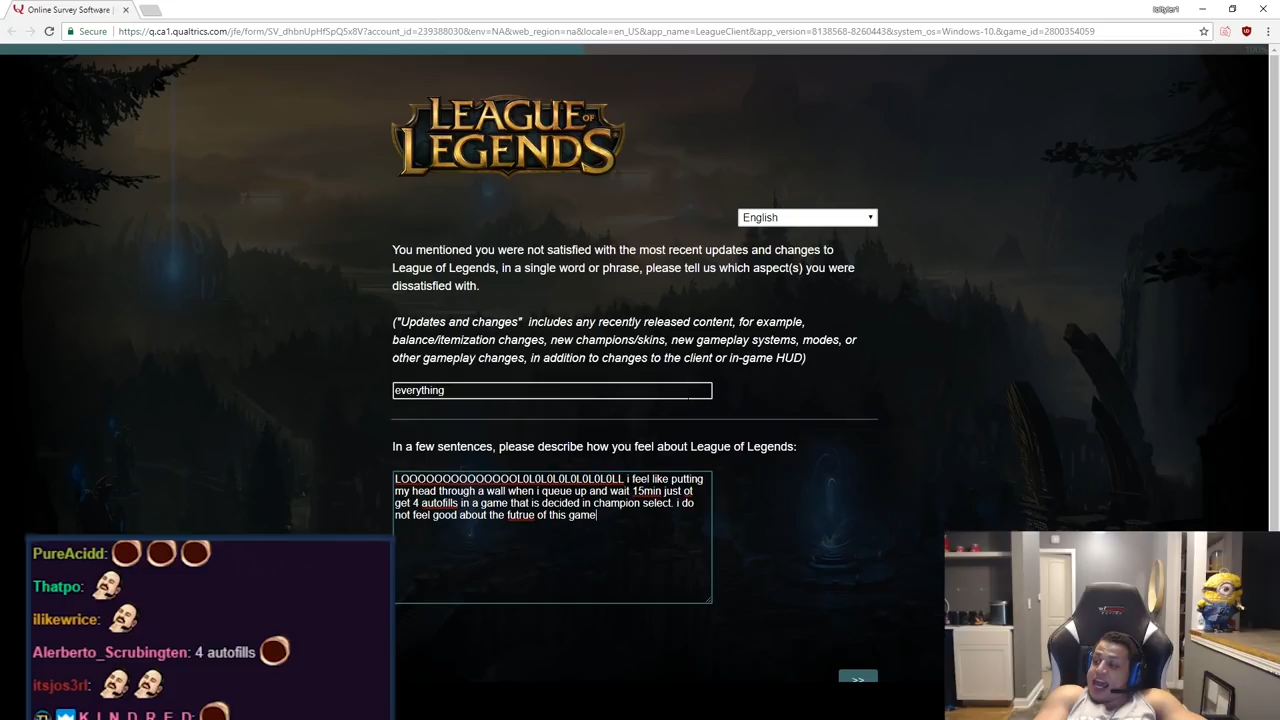 Online Survey Software |
loltyler1
Secure
https://q.ca1.qualtrics.com/jfe/form/SV_dhbnUpHfSpQ5x8V?account_id=239388030&env=NA&web_region=na&locale=en_US&app_name=LeagueClient&app_version=8138568-8260443&system_os=Windows-10.&game_id=2800354059
100%
LEAGUE OF
LEGENDS
English
You mentioned you were not satisfied with the most recent updates and changes to
League of Legends, in a single word or phrase, please tell us which aspect(s) you were
dissatisfied with.
("Updates and changes"  includes any recently released content, for example,
balance/itemization changes, new champions/skins, new gameplay systems, modes, or
other gameplay changes, in addition to changes to the client or in-game HUD)
everything
In a few sentences, please describe how you feel about League of Legends:
LOOOOOOOOOOOOOOL0L0L0L0L0L0L0L0LL i feel like putting
my head through a wall when i queue up and wait 15min just ot
get 4 autofills in a game that is decided in champion select. i do
not feel good about the futrue of this game
>>
PureAcidd:
Thatpo:
ilikewrice:
Alerberto_Scrubingten: 4 autofills
itsjos3rl:
K_I_N_D_R_E_D: